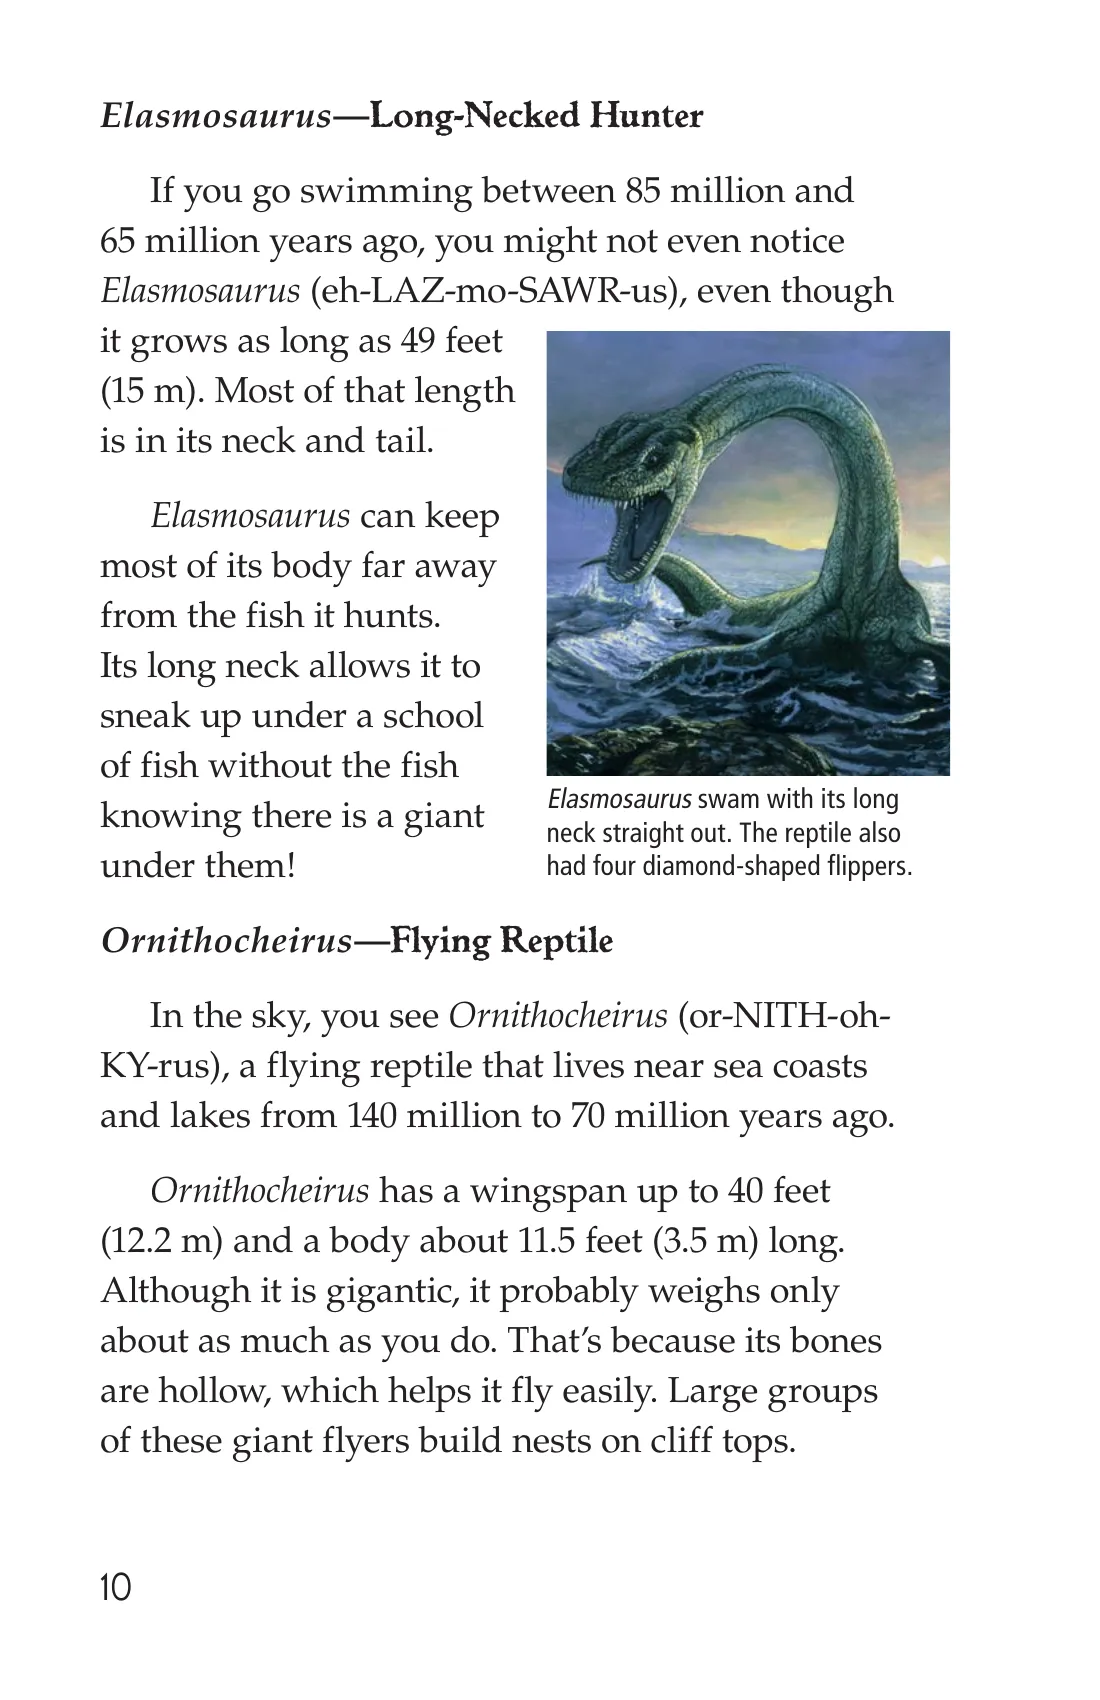 Elasmosaurus—Long-Necked Hunter
If you go swimming between 85 million and
65 million years ago, you might not even notice
Elasmosaurus (eh-LAZ-mo-SAWR-us), even though
it grows as long as 49 feet
(15 m). Most of that length
is in its neck and tail.
Elasmosaurus can keep
most of its body far away
from the fish it hunts.
Its long neck allows it to
sneak up under a school
of fish without the fish
knowing there is a giant
under them!
Elasmosaurus swam with its long
neck straight out. The reptile also
had four diamond-shaped flippers.
Ornithocheirus—Flying Reptile
In the sky, you see Ornithocheirus (or-NITH-oh-
KY-rus), a flying reptile that lives near sea coasts
and lakes from 140 million to 70 million years ago.
Ornithocheirus has a wingspan up to 40 feet
(12.2 m) and a body about 11.5 feet (3.5 m) long.
Although it is gigantic, it probably weighs only
about as much as you do. That’s because its bones
are hollow, which helps it fly easily. Large groups
of these giant flyers build nests on cliff tops.
10